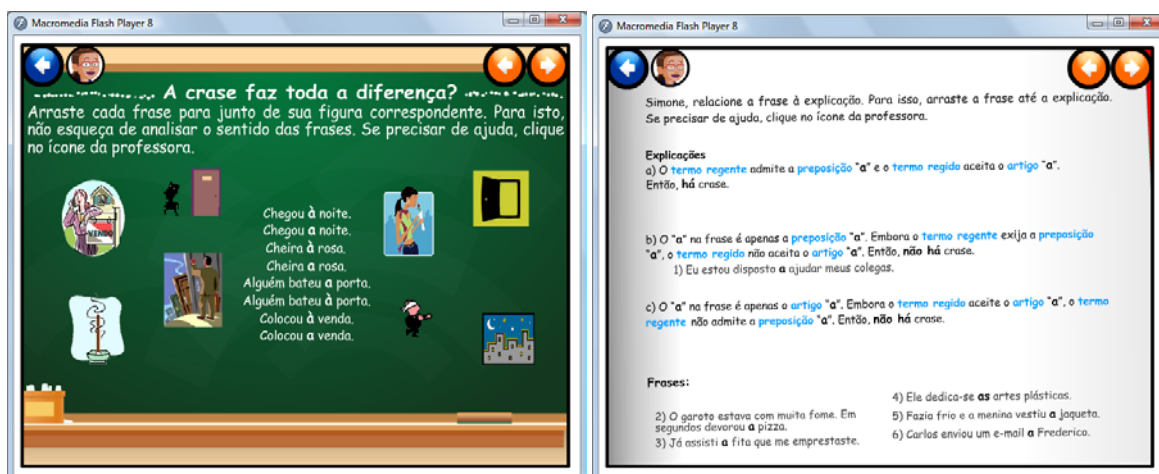 Macromedia Flash Player 8
A crase faz toda a diferença?
Arraste cada frase para junto de sua figura correspondente. Para isto,
não esqueça de analisar o sentido das frases. Se precisar de ajuda, clique
no ícone da professora.
VENDO
Chegou à noite.
Chegou a noite.
Cheira à rosa.
Cheira a rosa.
Alguém bateu a porta.
Alguém bateu à porta.
Colocou à venda.
Colocou a venda.
Macromedia Flash Player 8
Simone, relacione a frase à explicação. Para isso, arraste a frase até a explicação.
Se precisar de ajuda, clique no ícone da professora.
Explicações
a) O termo regente admite a preposição "a" e o termo regido aceita o artigo "a".
Então, há crase.
b) O "a" na frase é apenas a preposição "a". Embora o termo regente exija a preposição
"a", o termo regido não aceita o artigo "a". Então, não há crase.
1) Eu estou disposto a ajudar meus colegas.
c) O "a" na frase é apenas o artigo "a". Embora o termo regido aceite o artigo "a", o termo
regente não admite a preposição "a". Então, não há crase.
Frases:
2) O garoto estava com muita fome. Em
segundos devorou a pizza.
3) Já assisti a fita que me emprestaste.
4) Ele dedica-se as artes plásticas.
5) Fazia frio e a menina vestiu a jaqueta.
6) Carlos enviou um e-mail a Frederico.